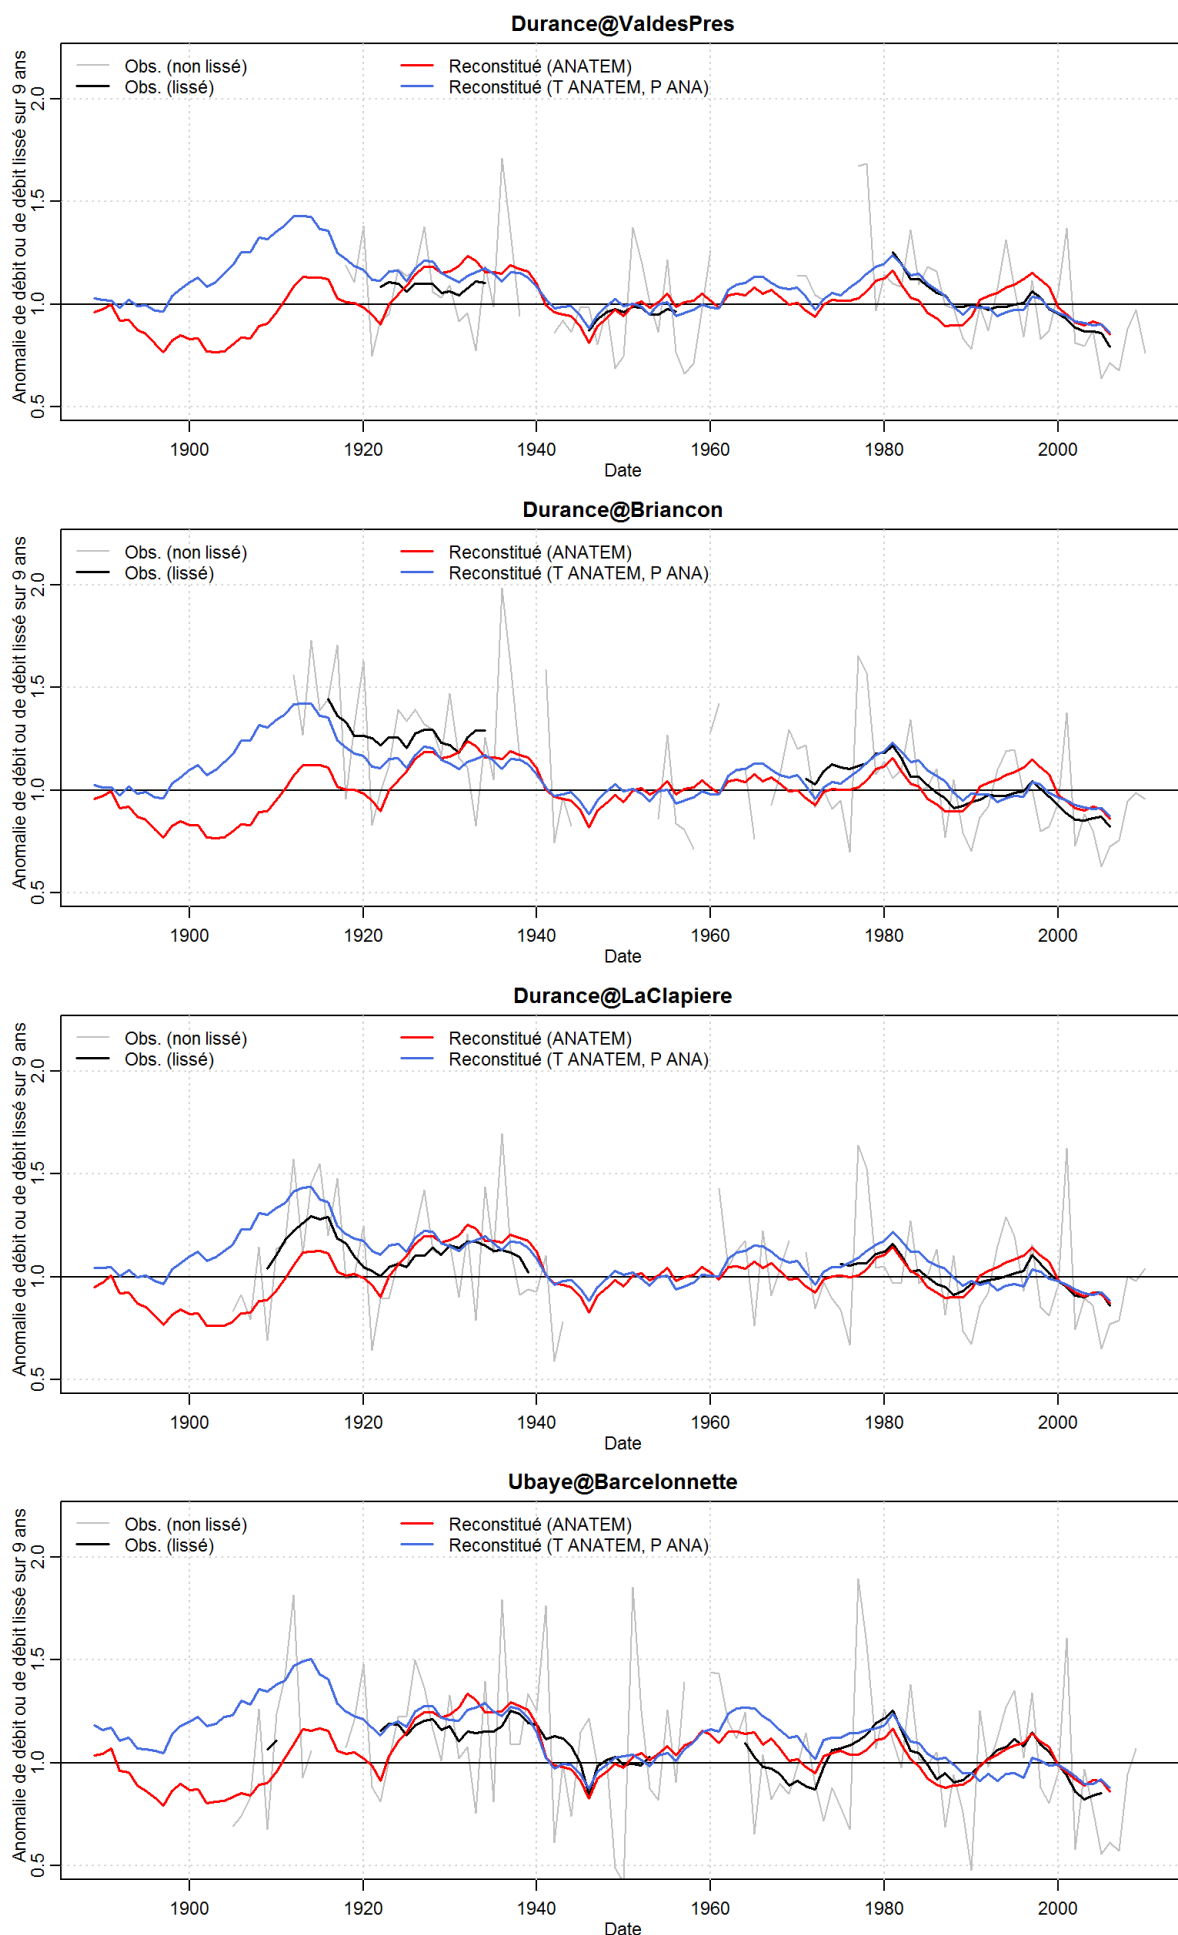 Durance@ValdesPres
Anomalie de débit ou de débit lissé sur 9 ans
Obs. (non lissé)
Obs. (lissé)
Reconstitué (ANATEM)
Reconstitué (T ANATEM, P ANA)
2.0
1.5
1.0
0.5
1900 1920 1940 1960 1980 2000
Date
Durance@Briancon
Anomalie de débit ou de débit lissé sur 9 ans
Obs. (non lissé)
Obs. (lissé)
Reconstitué (ANATEM)
Reconstitué (T ANATEM, P ANA)
2.0
1.5
1.0
0.5
1900 1920 1940 1960 1980 2000
Date
Durance@LaClapiere
Anomalie de débit ou de débit lissé sur 9 ans
Obs. (non lissé)
Obs. (lissé)
Reconstitué (ANATEM)
Reconstitué (T ANATEM, P ANA)
2.0
1.5
1.0
0.5
1900 1920 1940 1960 1980 2000
Date
Ubaye@Barcelonnette
Anomalie de débit ou de débit lissé sur 9 ans
Obs. (non lissé)
Obs. (lissé)
Reconstitué (ANATEM)
Reconstitué (T ANATEM, P ANA)
2.0
1.5
1.0
0.5
1900 1920 1940 1960 1980 2000
Date